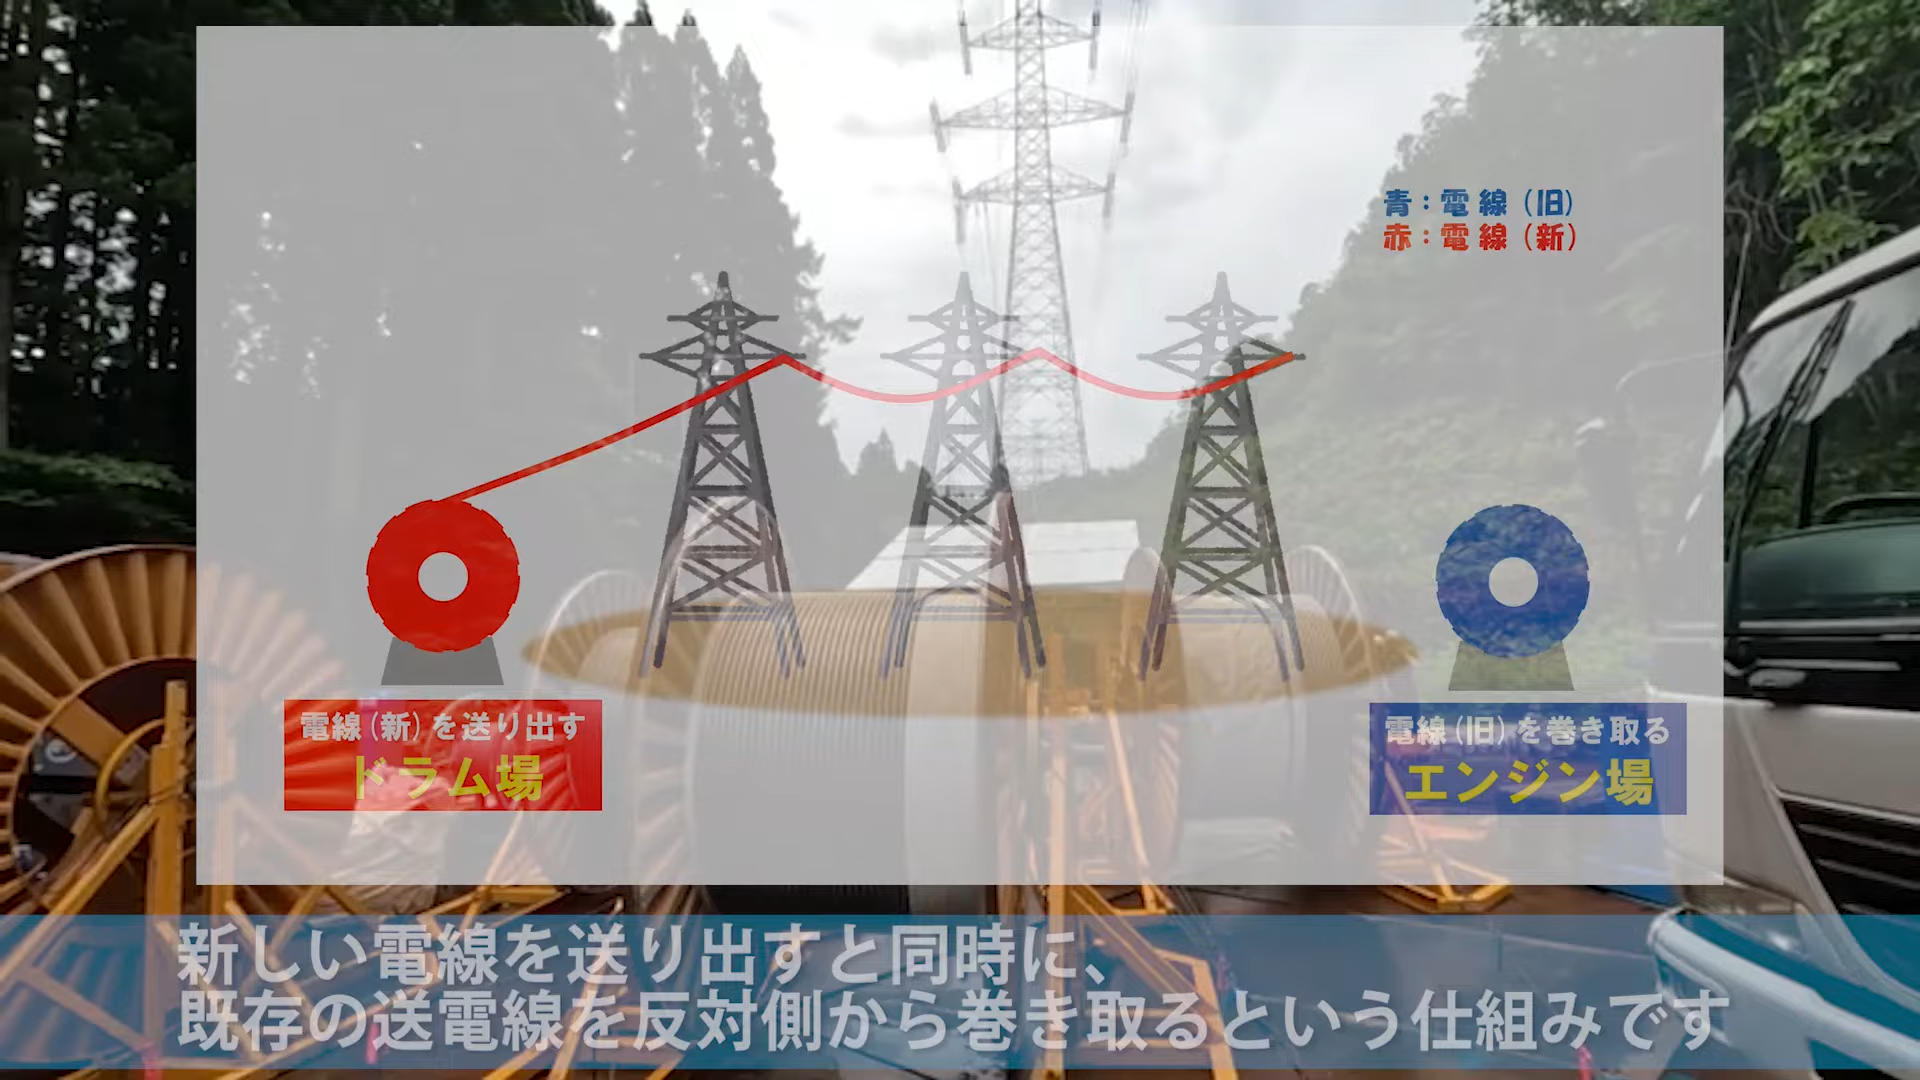 青:電線(旧)
赤:電線(新)
電線(新)を送り出す
ドラム場
電線(旧)を巻き取る
エンジン場
新しい電線を送り出すと同時に、
既存の送電線を反対側から巻き取るという仕組みです